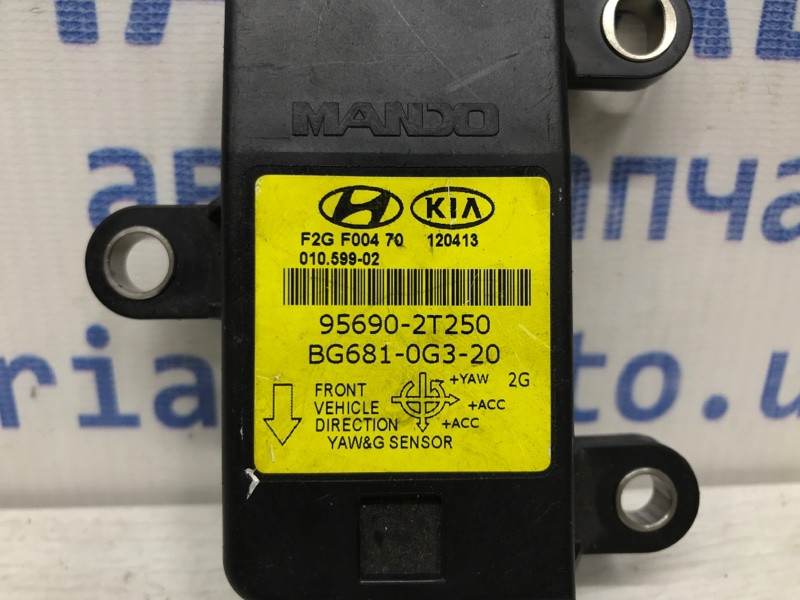 MANDO
KIA
F2G F004 70 120413
010.599-02
95690-2T250
BG681-0G3-20
+YAW 2G
FRONT
VEHICLE
DIRECTION
+ACC
+ACC
YAW&G SENSOR